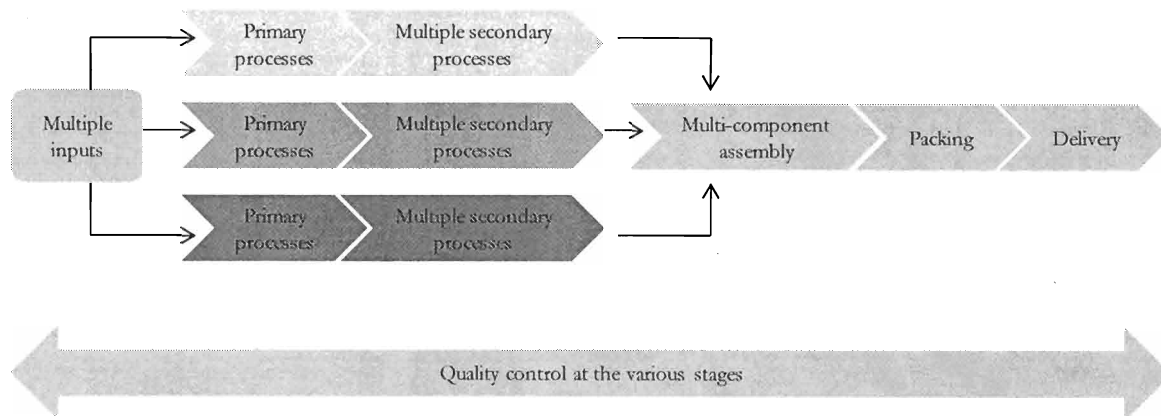 Primary
processes
Multiple secondary
processes
Multiple
inputs
Primary
processes
Multiple secondary
processes
Multi-component
assembly
Packing
Delivery
Primary
processes
Multiple secondary
processes
Quality control at the various stages